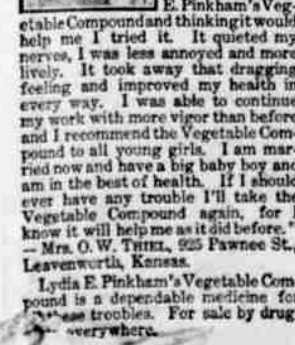 E. Pinkham's Veg-
etable Compound and thinking it would
help me I tried it. It quieted my
nerves, I was less annoyed and more
lively. It took away that dragging
feeling and improved my health in
every way. I was able to continue
my work with more vigor than before
and I recommend the Vegetable Com-
pound to all young girls. I am mar-
ried now and have a big baby boy and
am in the best of health. If I should
ever have any trouble I'll take the
Vegetable Compound again, for I
know it will help me as it did before."
— Mrs. O. W. THIEL, 925 Pawnee St.,
Leavenworth, Kansas.
Lydia E. Pinkham's Vegetable Com-
pound is a dependable medicine for
these troubles. For sale by drug
everywhere.